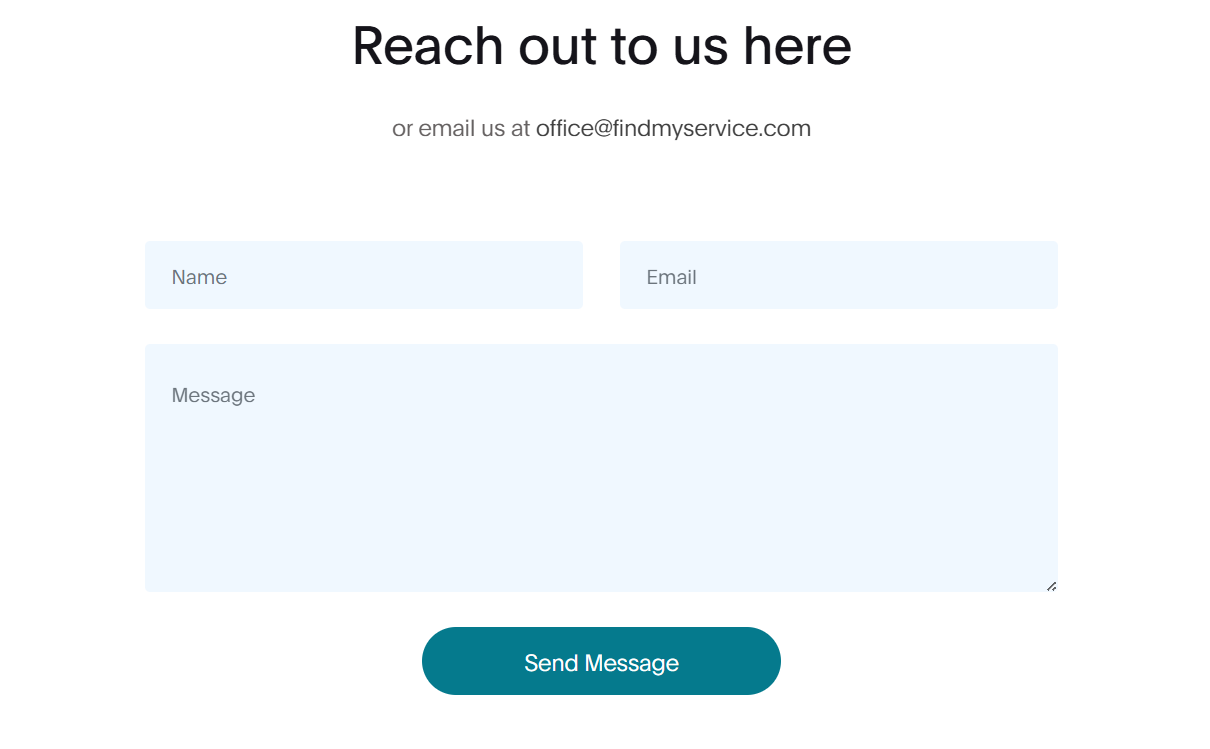 Reach out to us here
or email us at office@findmyservice.com
Name
Email
Message
Send Message